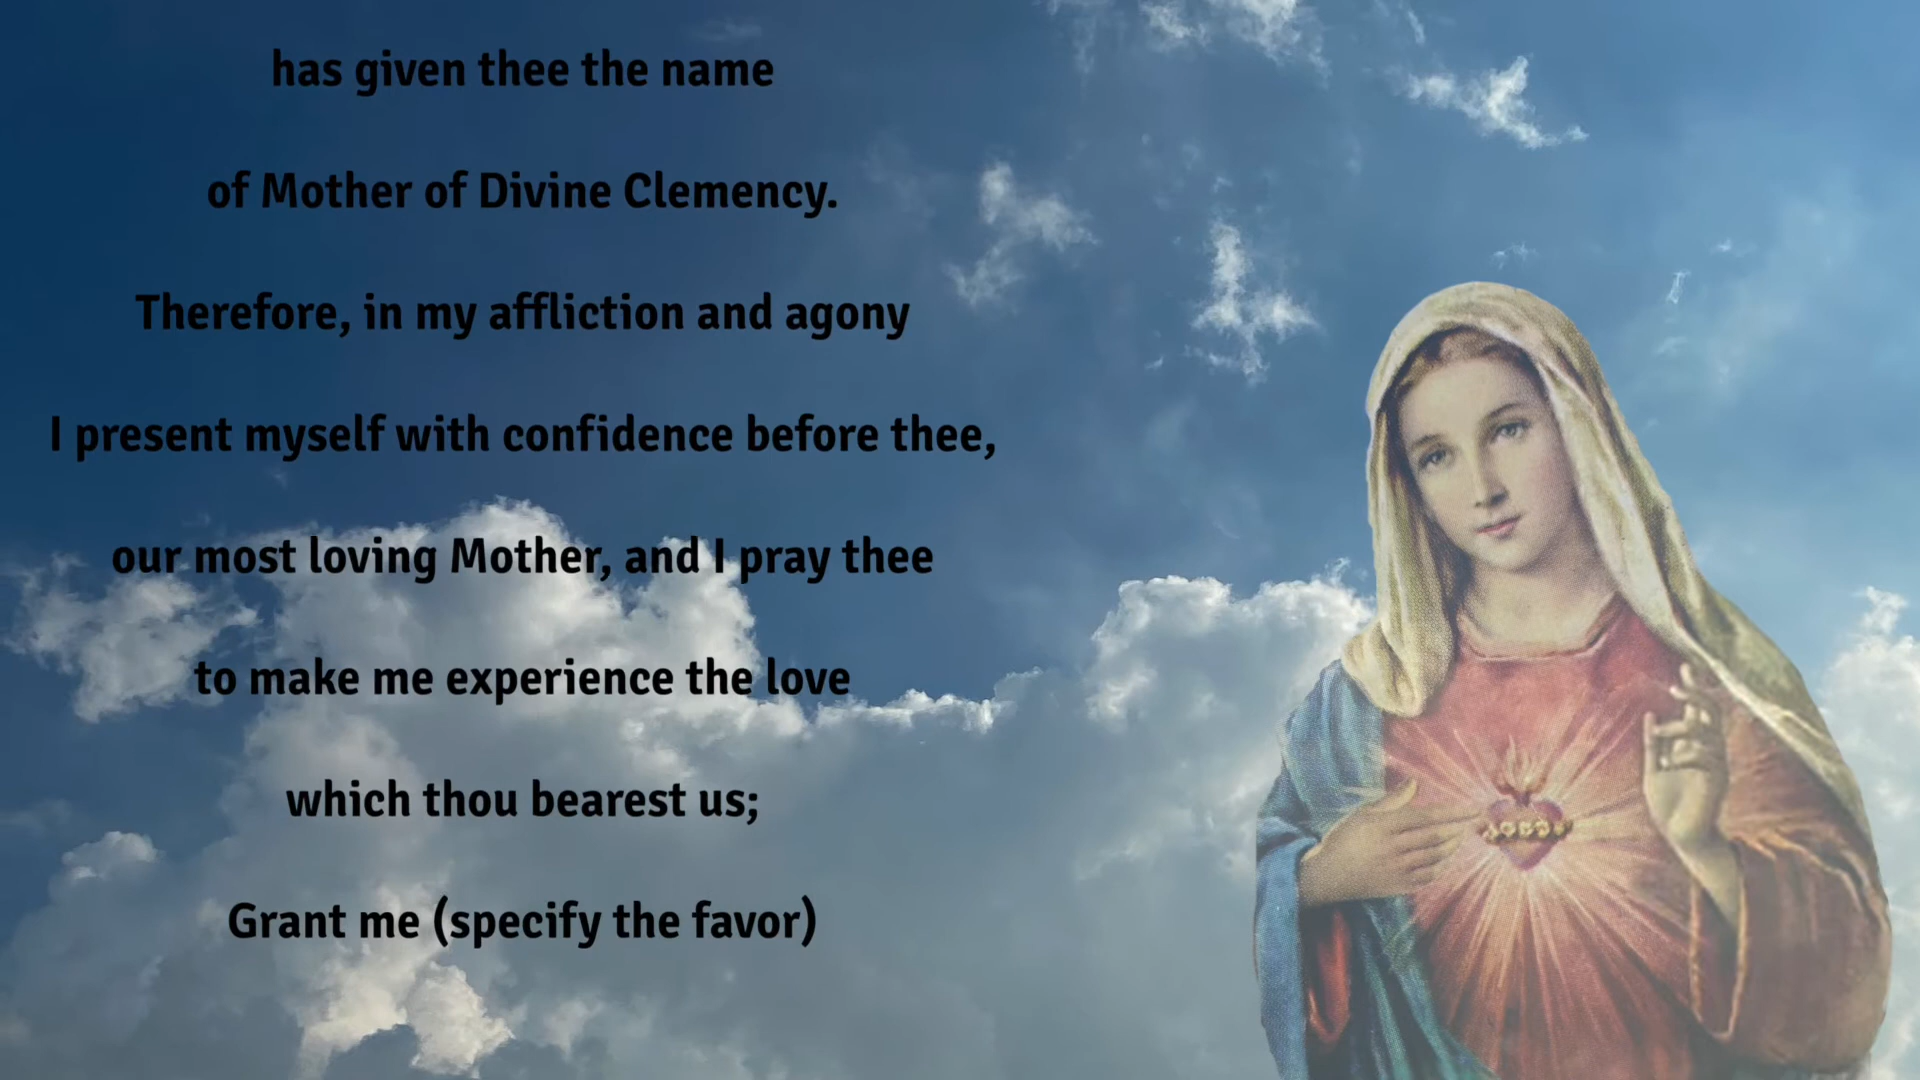 has given thee the name
of Mother of Divine Clemency.
Therefore, in my affliction and agony
I present myself with confidence before thee,
our most loving Mother, and I pray thee
to make me experience the love
which thou bearest us;
Grant me (specify the favor)